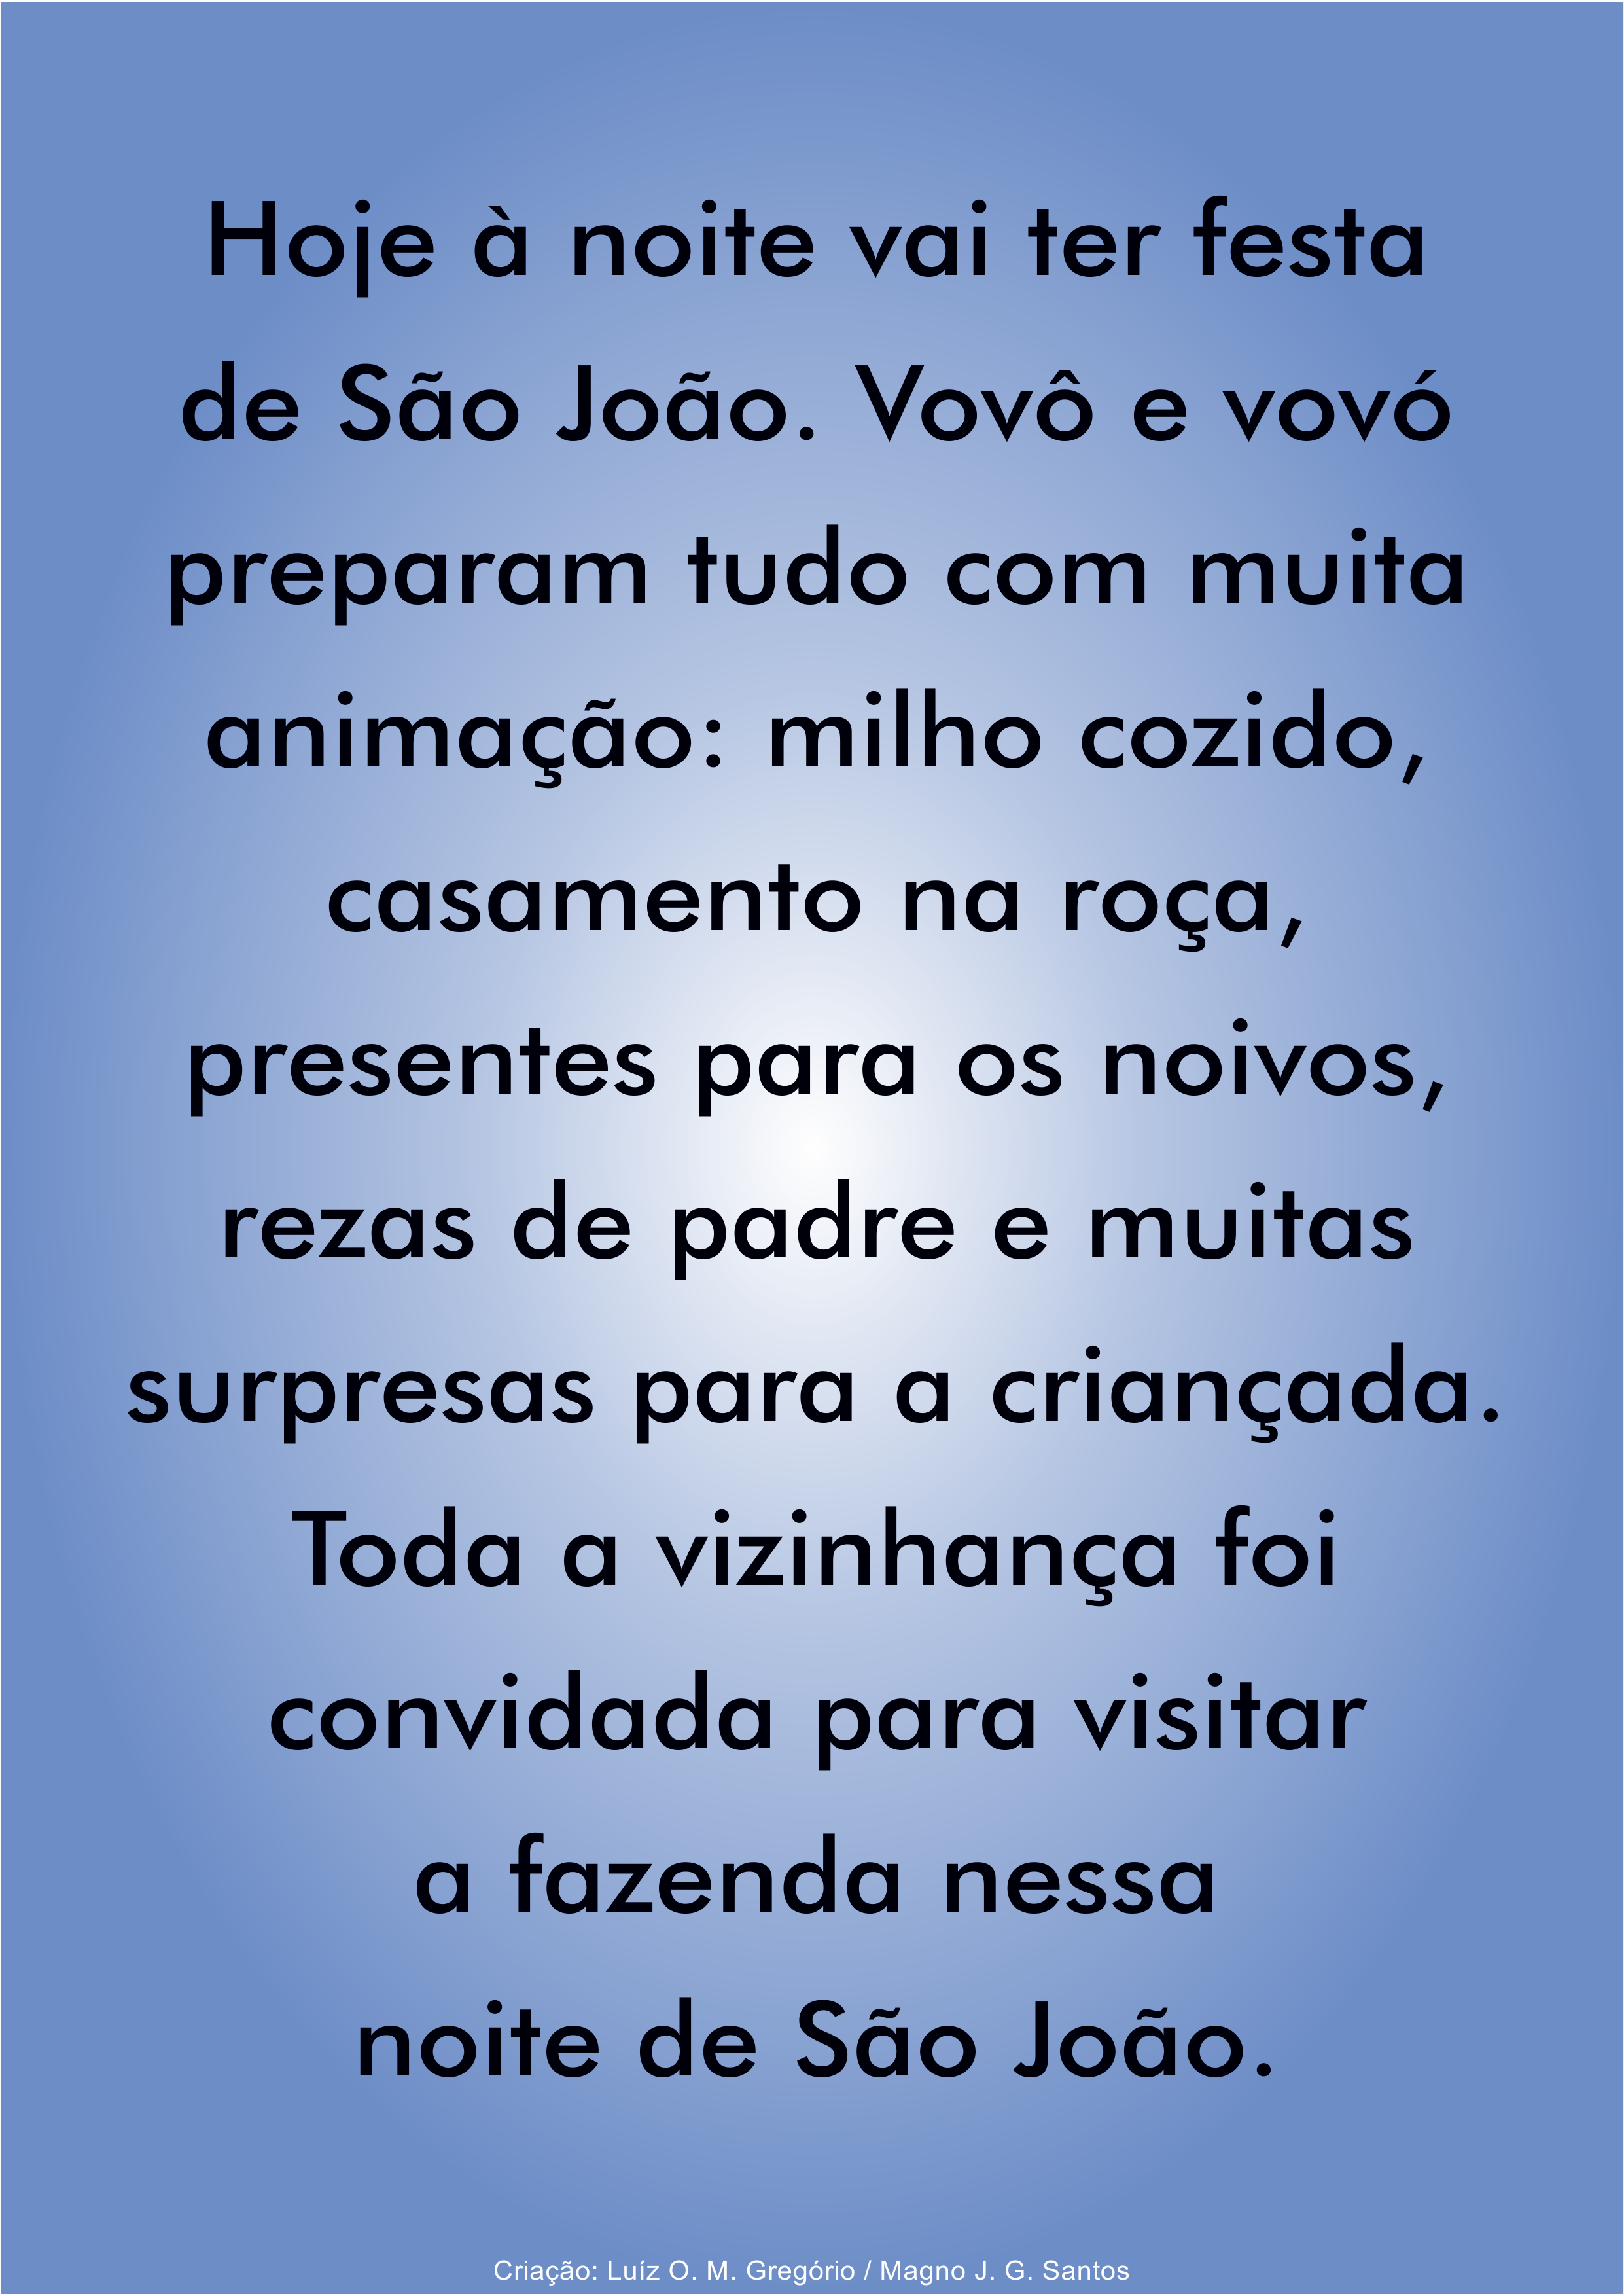 Hoje à noite vai ter festa
de São João. Vovô e vovó
preparam tudo com muita
animação: milho cozido,
casamento na roça,
presentes para os noivos,
rezas de padre e muitas
surpresas para a criançada.
Toda a vizinhança foi
convidada para visitar
a fazenda nessa
noite de São João.
Criação: Luíz O. M. Gregório / Magno J. G. Santos